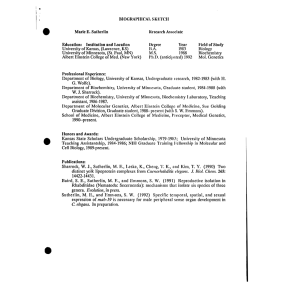 BIOGRAPHICAL SKETCH
Marie E. Sutherlin Research Associate
Education: Institution and Location Degree Year Field of Study
University of Kansas, (Lawrence, KS) B.A. 1983 Biology
University of Minnesota, (St. Paul, MN) M.S. 1988 Biochemistry
Albert Einstein College of Med. (New York) Ph.D. (anticipated) 1992 Mol. Genetics
Professional Experience:
Department of Biology, University of Kansas, Undergraduate research, 1982-1983 (with
G. Wolfe).
Department of Biochemistry, University of Minnesota, Graduate student, 1984-1988 (with
W. J. Sharrock).
Department of Biochemistry, University of Minnesota, Biochemistry Laboratory, Teaching
assistant, 1986-1987.
Department of Molecular Genetics, Albert Einstein College of Medicine, Sue Golding
Graduate Division, Graduate student, 1988- present (with S. W. Emmons).
School of Medicine, Albert Einstein College of Medicine, Preceptor, Medical Genetics,
1990- present.
Honors and Awards:
Kansas State Scholars Undergraduate Scholarship, 1979-1983; University of Minnesota
Teaching Assistantship, 1984-1986; NIH Graduate Training Fellowship in Molecular and
Cell Biology, 1989-present.
Publications:
Sharrock, W. J., Sutherlin, M. E., Leske, K., Cheng, T. K., and Kim, T. Y. (1990) Two
distinct yolk lipoprotein complexes from Caenorhabditis elegans. J. Biol. Chem. 265:
14422-14431.
Baird, S. E., Sutherlin, M. E., and Emmons, S. W. (1991) Reproductive isolation in
Rhabditidae (Nematoda: Secernentea); mechanisms that isolate six species of three
genera. Evolution, in press.
Sutherlin, M. E., and Emmons, S. W. (1992) Specific temporal, spatial, and sexual
expression of mab-19 is necessary for male peripheral sense organ development in
C. elegans. In preparation.